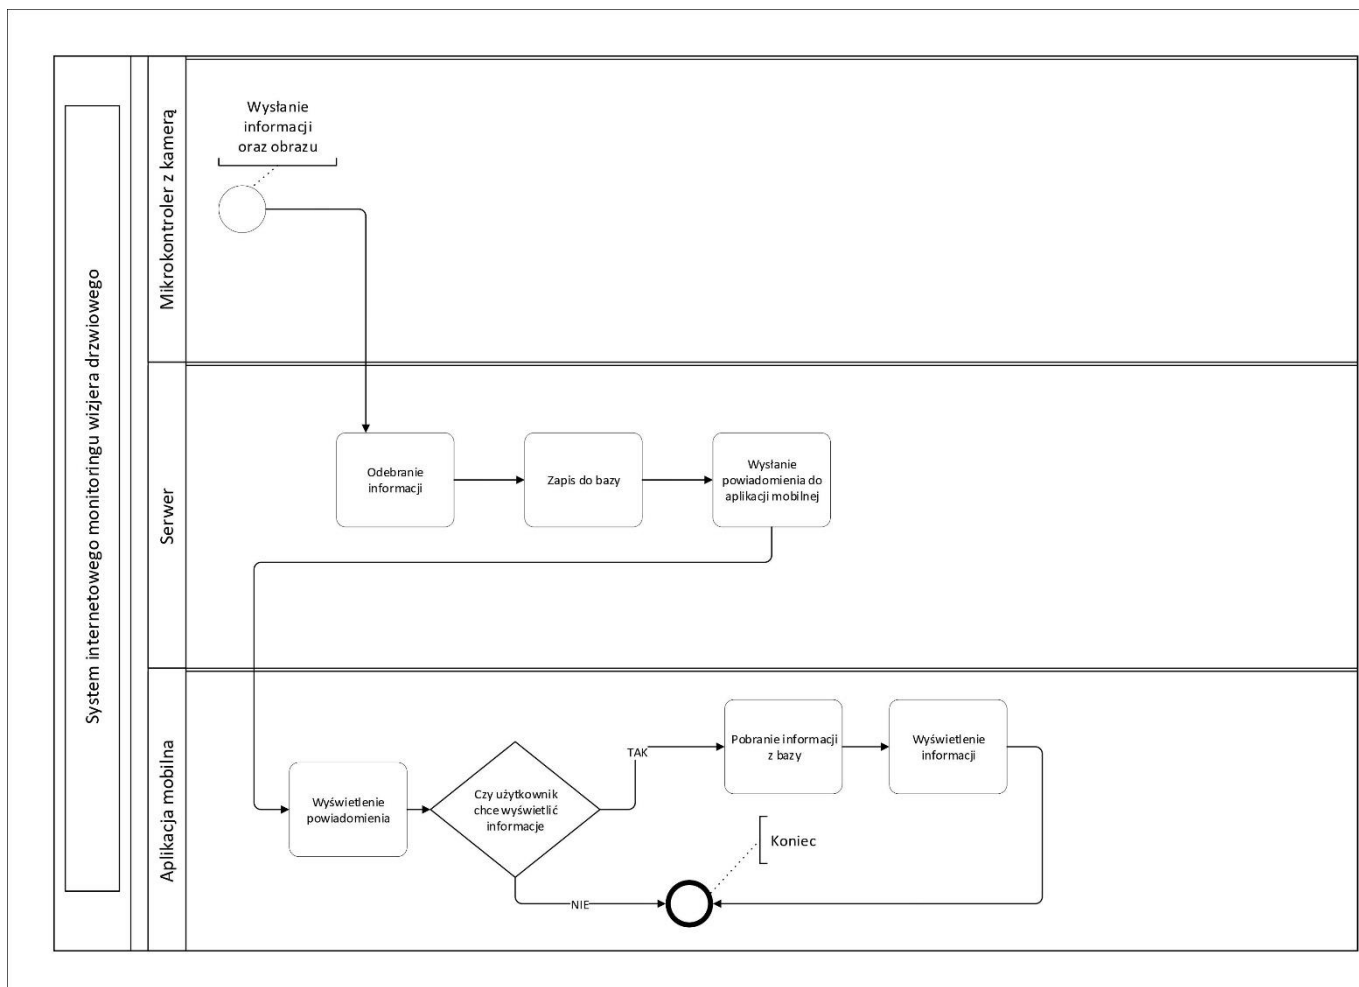 System internetowego monitoringu wizjera drzwiowego
Mikrokontroler z kamerą
Wysłanie
informacji
oraz obrazu
Serwer
Odebranie
informacji
Zapis do bazy
Wysłanie
powiadomienia do
aplikacji mobilnej
Aplikacja mobilna
Wyświetlenie
powiadomienia
Czy użytkownik
chce wyświetlić
informacje
TAK
Pobranie informacji
z bazy
Wyświetlenie
informacji
NIE
Koniec